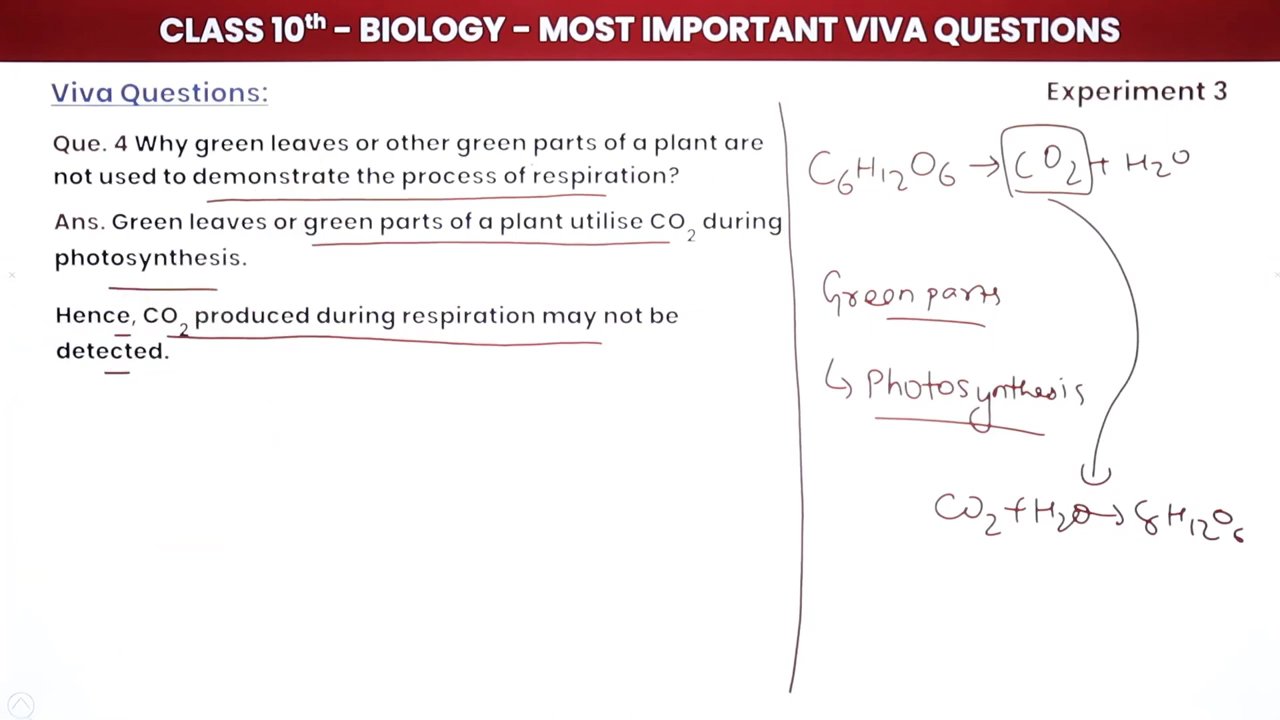 CLASS 10th – BIOLOGY – MOST IMPORTANT VIVA QUESTIONS
Viva Questions:
Experiment 3
Que. 4 Why green leaves or other green parts of a plant are
not used to demonstrate the process of respiration?
Ans. Green leaves or green parts of a plant utilise CO2 during
photosynthesis.
Hence, CO2 produced during respiration may not be
detected.
C6H12O6 → CO2 + H2O
Green parts
↳ Photosynthesis
CO2 + H2O → C6H12O6